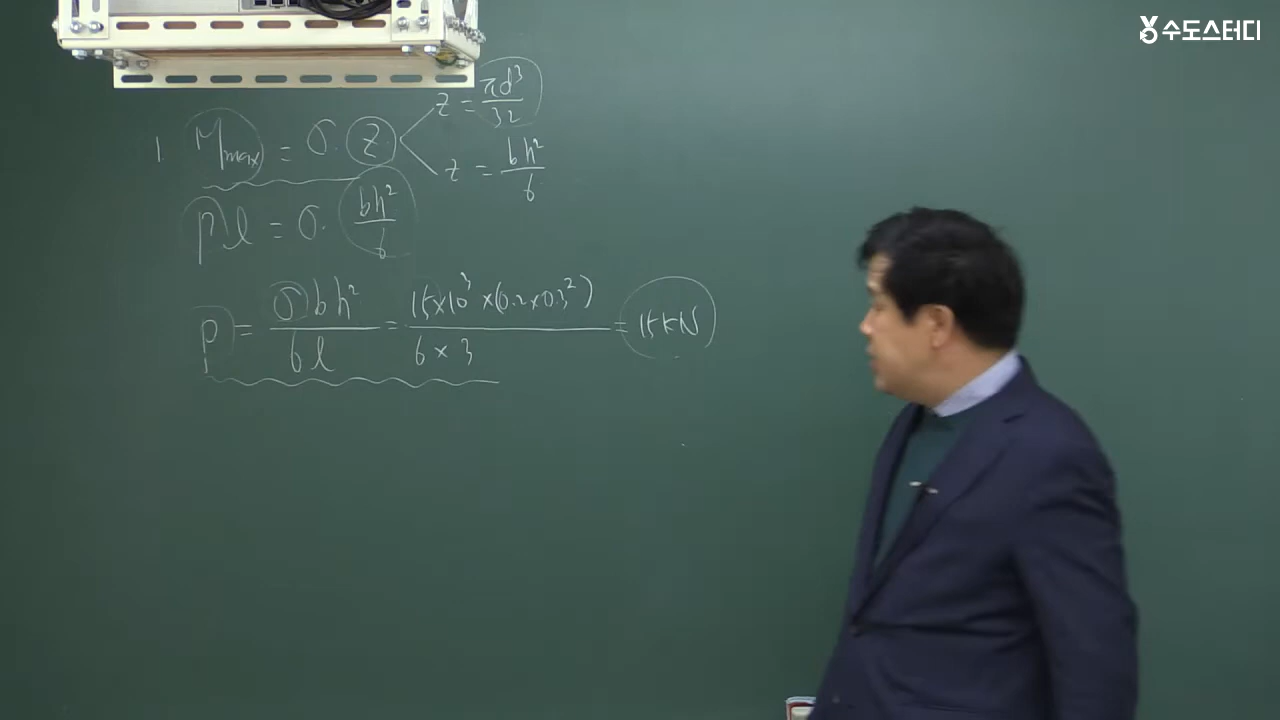 수도스터디
1. Mmax = σ. Z < Z = πd³/32
Z = bh²/6
Pl = σ. bh²/6
P = σbh²/6l = 15×10³×(0.2×0.3²)/6×3 = 15kN